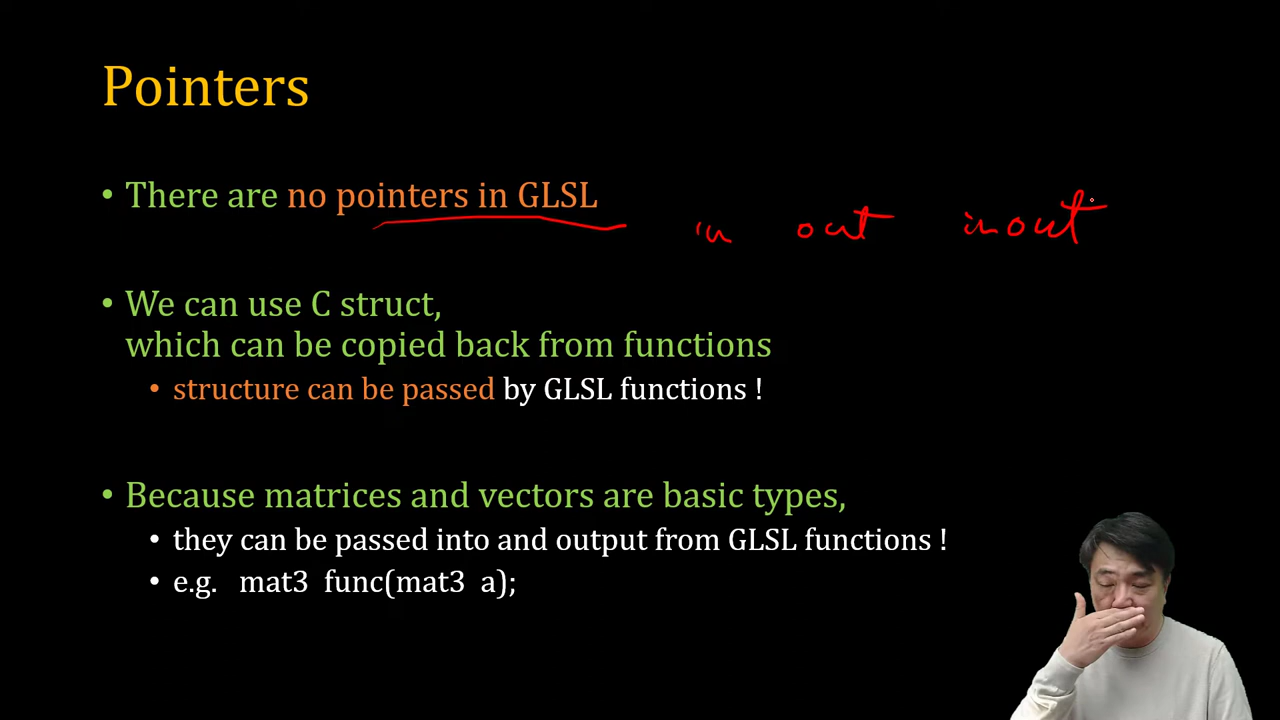 Pointers
• There are no pointers in GLSL
in out inout
• We can use C struct,
which can be copied back from functions
• structure can be passed by GLSL functions !
• Because matrices and vectors are basic types,
• they can be passed into and output from GLSL functions !
• e.g. mat3 func(mat3 a);